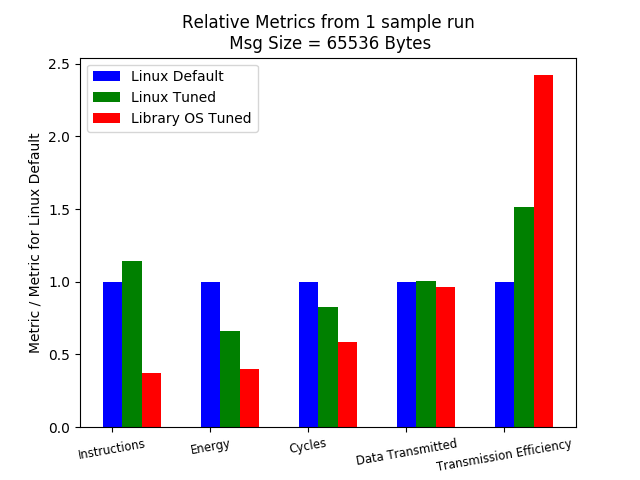 Relative Metrics from 1 sample run
Msg Size = 65536 Bytes
Linux Default
Linux Tuned
Library OS Tuned
Metric / Metric for Linux Default
2.5
2.0
1.5
1.0
0.5
0.0
Instructions
Energy
Cycles
Data Transmitted
Transmission Efficiency